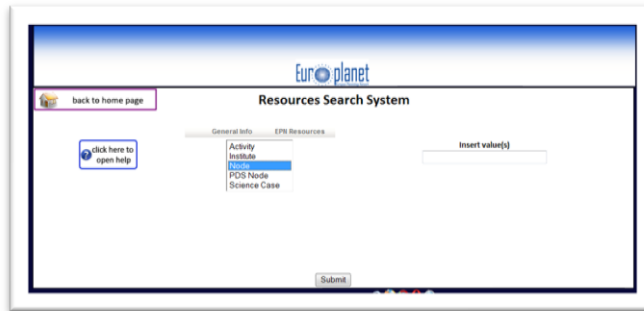 Europlanet
back to home page
Resources Search System
General Info EPN Resources
click here to
open help
Activity
Institute
Node
PDS Node
Science Case
Insert value(s)
Submit